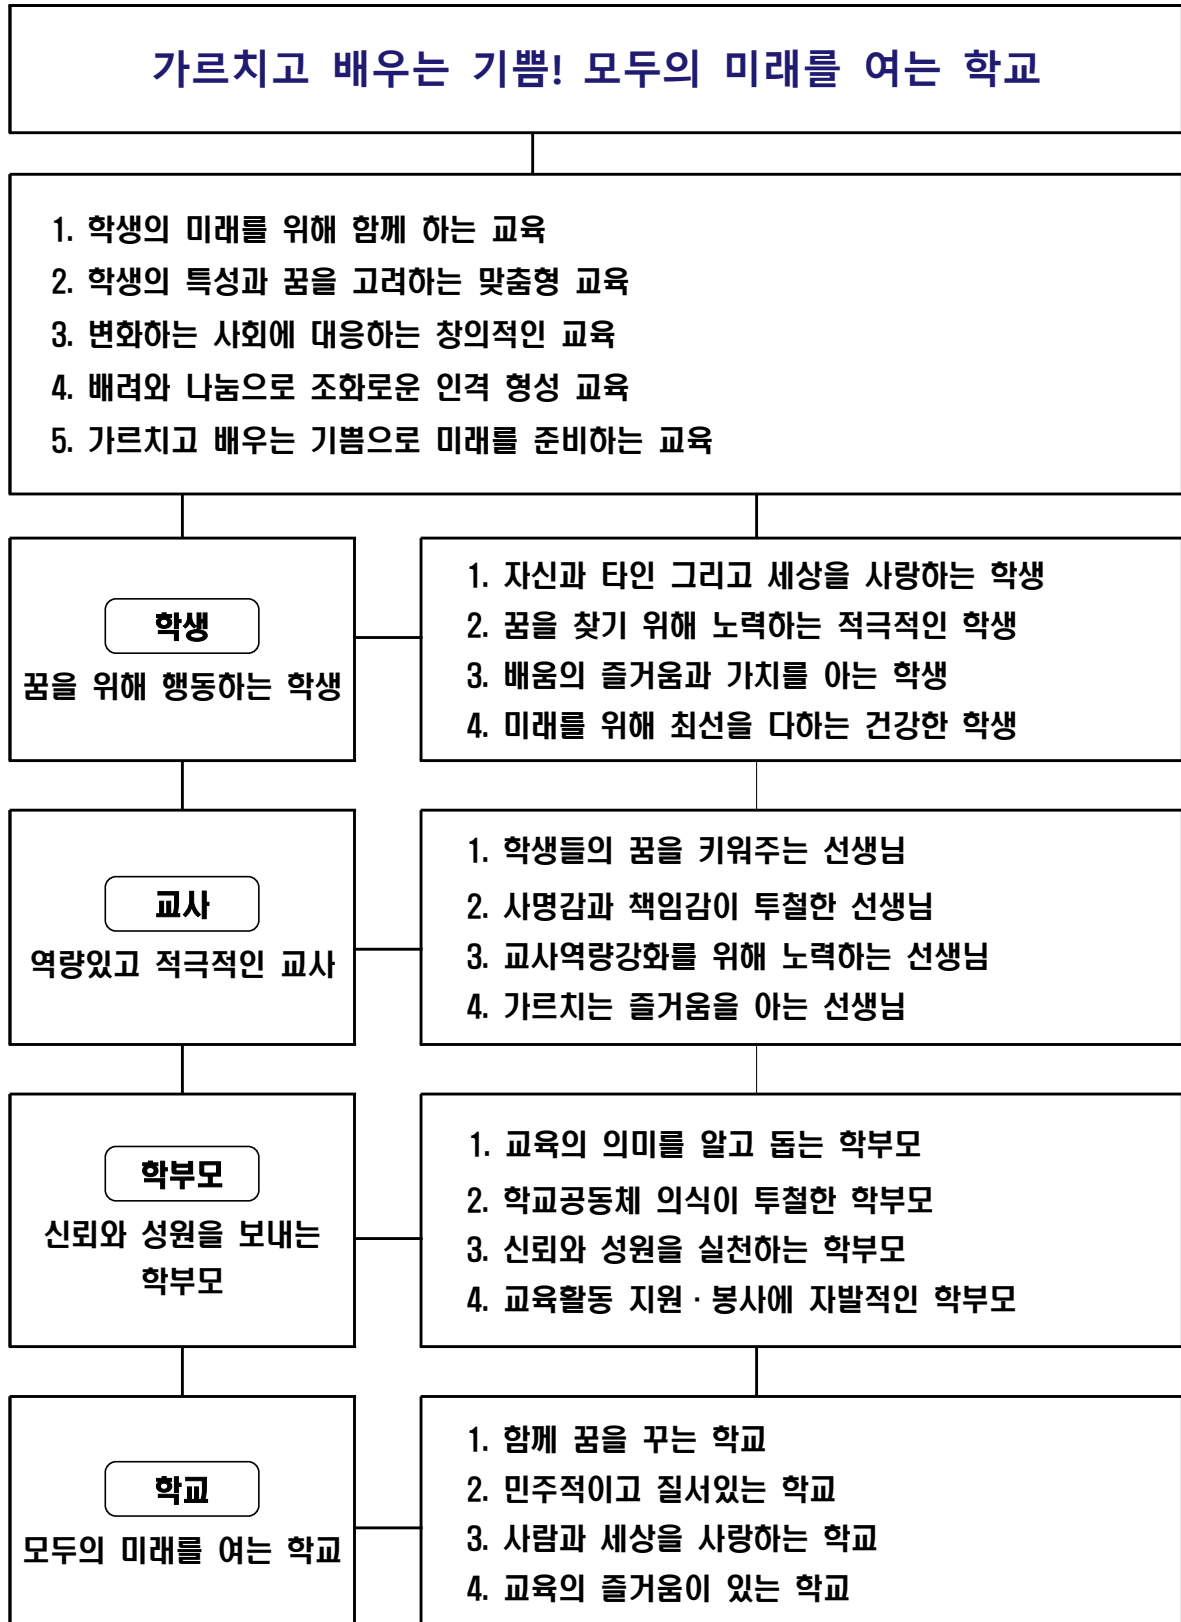 가르치고 배우는 기쁨! 모두의 미래를 여는 학교
1. 학생의 미래를 위해 함께 하는 교육
2. 학생의 특성과 꿈을 고려하는 맞춤형 교육
3. 변화하는 사회에 대응하는 창의적인 교육
4. 배려와 나눔으로 조화로운 인격 형성 교육
5. 가르치고 배우는 기쁨으로 미래를 준비하는 교육
학생
꿈을 위해 행동하는 학생
1. 자신과 타인 그리고 세상을 사랑하는 학생
2. 꿈을 찾기 위해 노력하는 적극적인 학생
3. 배움의 즐거움과 가치를 아는 학생
4. 미래를 위해 최선을 다하는 건강한 학생
교사
역량있고 적극적인 교사
1. 학생들의 꿈을 키워주는 선생님
2. 사명감과 책임감이 투철한 선생님
3. 교사역량강화를 위해 노력하는 선생님
4. 가르치는 즐거움을 아는 선생님
학부모
신뢰와 성원을 보내는
학부모
1. 교육의 의미를 알고 돕는 학부모
2. 학교공동체 의식이 투철한 학부모
3. 신뢰와 성원을 실천하는 학부모
4. 교육활동 지원·봉사에 자발적인 학부모
학교
모두의 미래를 여는 학교
1. 함께 꿈을 꾸는 학교
2. 민주적이고 질서있는 학교
3. 사람과 세상을 사랑하는 학교
4. 교육의 즐거움이 있는 학교